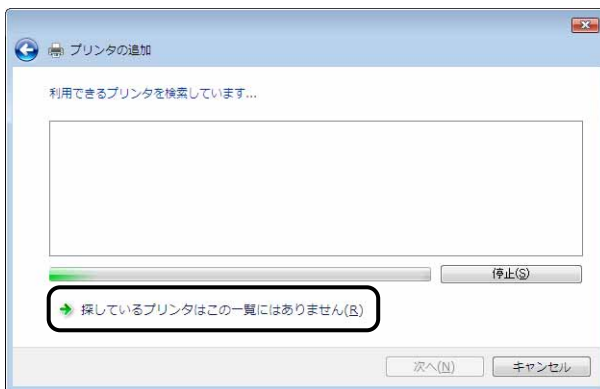 プリンタの追加
利用できるプリンタを検索しています...
停止(S)
探しているプリンタはこの一覧にはありません(R)
次へ(N)
キャンセル